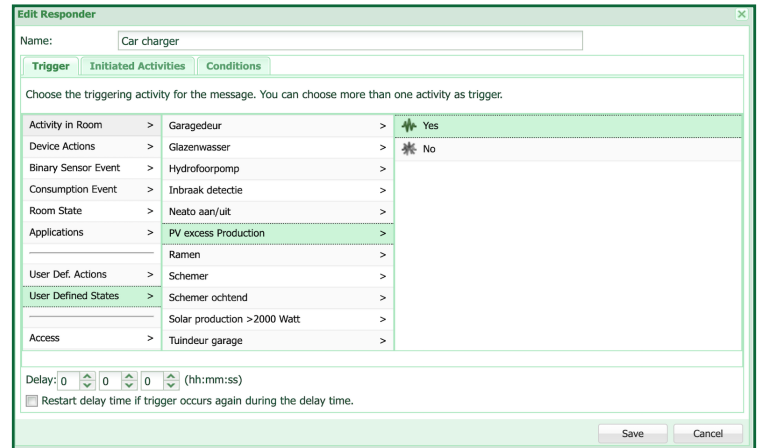 Edit Responder
Name: Car charger
Trigger Initiated Activities Conditions
Choose the triggering activity for the message. You can choose more than one activity as trigger.
Activity in Room >
Device Actions >
Binary Sensor Event >
Consumption Event >
Room State >
Applications >
User Def. Actions >
User Defined States >
Access >
Garagedeur >
Glazenwasser >
Hydrofoorpomp >
Inbraak detectie >
Neato aan/uit >
PV excess Production >
Ramen >
Schemer >
Schemer ochtend >
Solar production >2000 Watt >
Tuindeur garage >
Yes
No
Delay: 0 0 0 (hh:mm:ss)
Restart delay time if trigger occurs again during the delay time.
Save Cancel